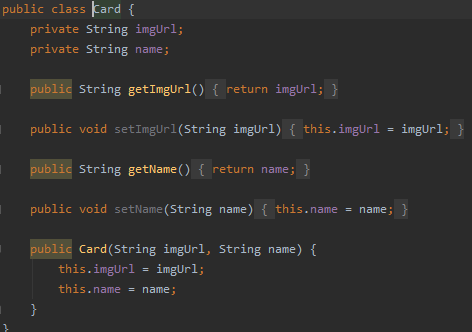 public class Card {
private String imgUrl;
private String name;
public String getImgUrl() { return imgUrl; }
public void setImgUrl(String imgUrl) { this.imgUrl = imgUrl; }
public String getName() { return name; }
public void setName(String name) { this.name = name; }
public Card(String imgUrl, String name) {
this.imgUrl = imgUrl;
this.name = name;
}
}